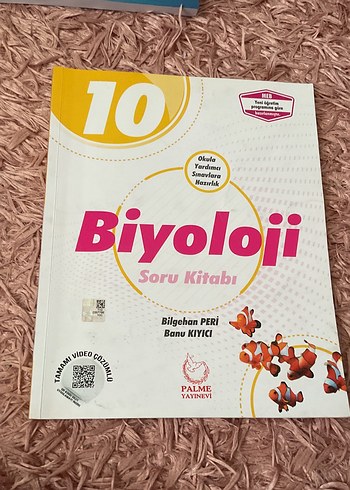 10
MEB
Yeni öğretim
programına göre
hazırlanmıştır.
Okula
Yardımcı
Sınavlara
Hazırlık
Biyoloji
Soru Kitabı
Bilgehan PERİ
Banu KIYICI
TAMAMI VIDEO ÇÖZÜMLÜ
PALME
YAYINEVİ